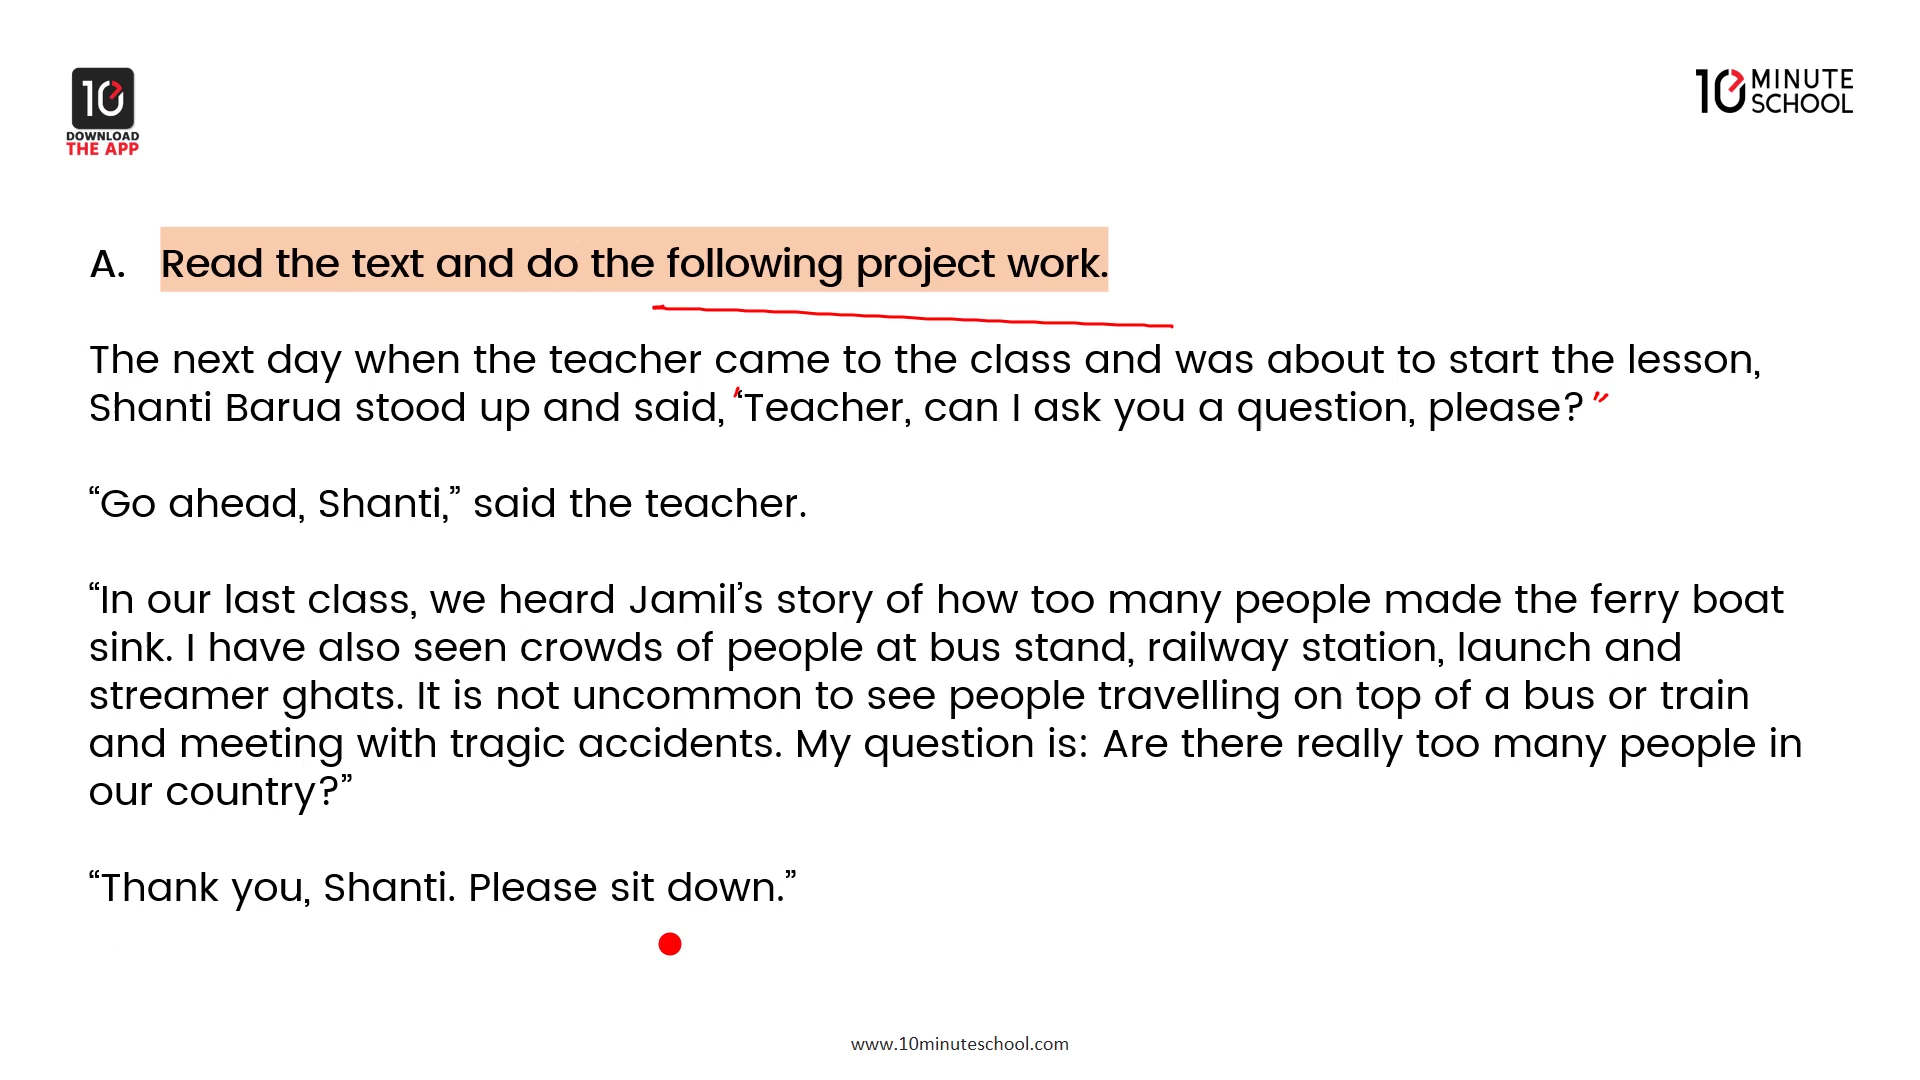 10
DOWNLOAD
THE APP
10 MINUTE
SCHOOL
A. Read the text and do the following project work.
The next day when the teacher came to the class and was about to start the lesson,
Shanti Barua stood up and said, “Teacher, can I ask you a question, please?”
“Go ahead, Shanti,” said the teacher.
“In our last class, we heard Jamil’s story of how too many people made the ferry boat
sink. I have also seen crowds of people at bus stand, railway station, launch and
streamer ghats. It is not uncommon to see people travelling on top of a bus or train
and meeting with tragic accidents. My question is: Are there really too many people in
our country?”
“Thank you, Shanti. Please sit down.”
www.10minuteschool.com